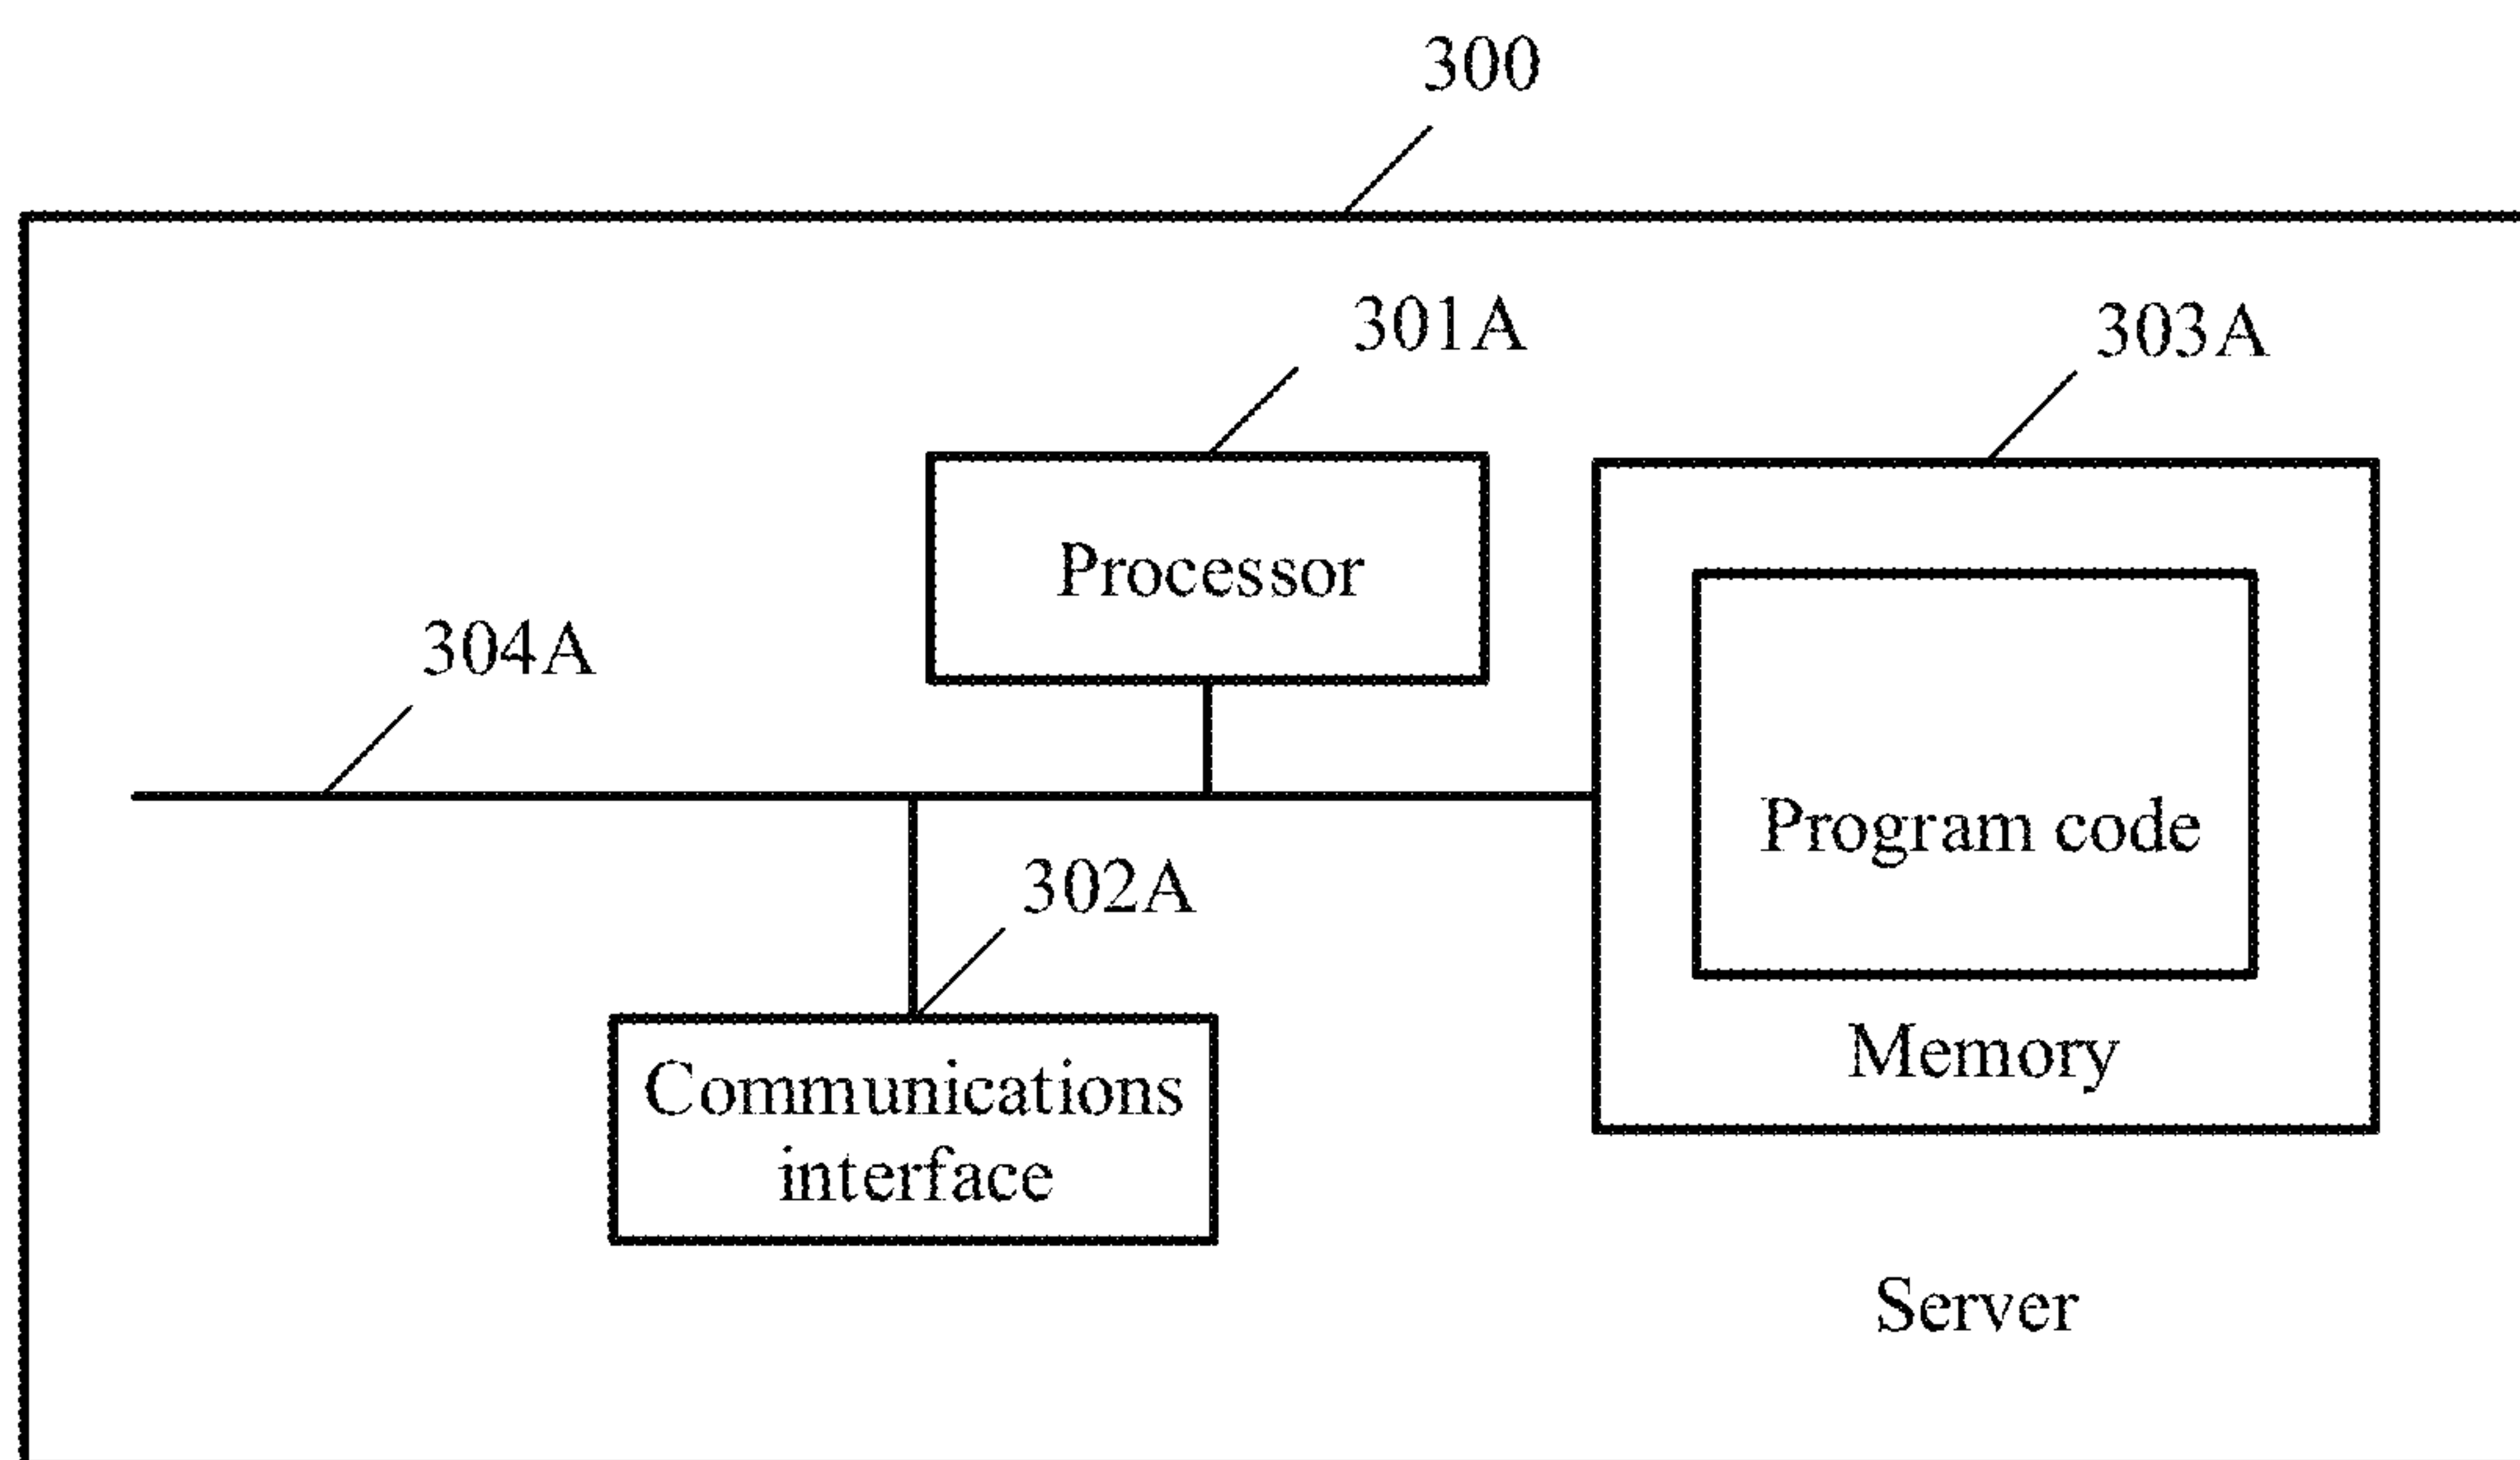 300
301A
303A
Processor
304A
Program code
302A
Memory
Communications
interface
Server